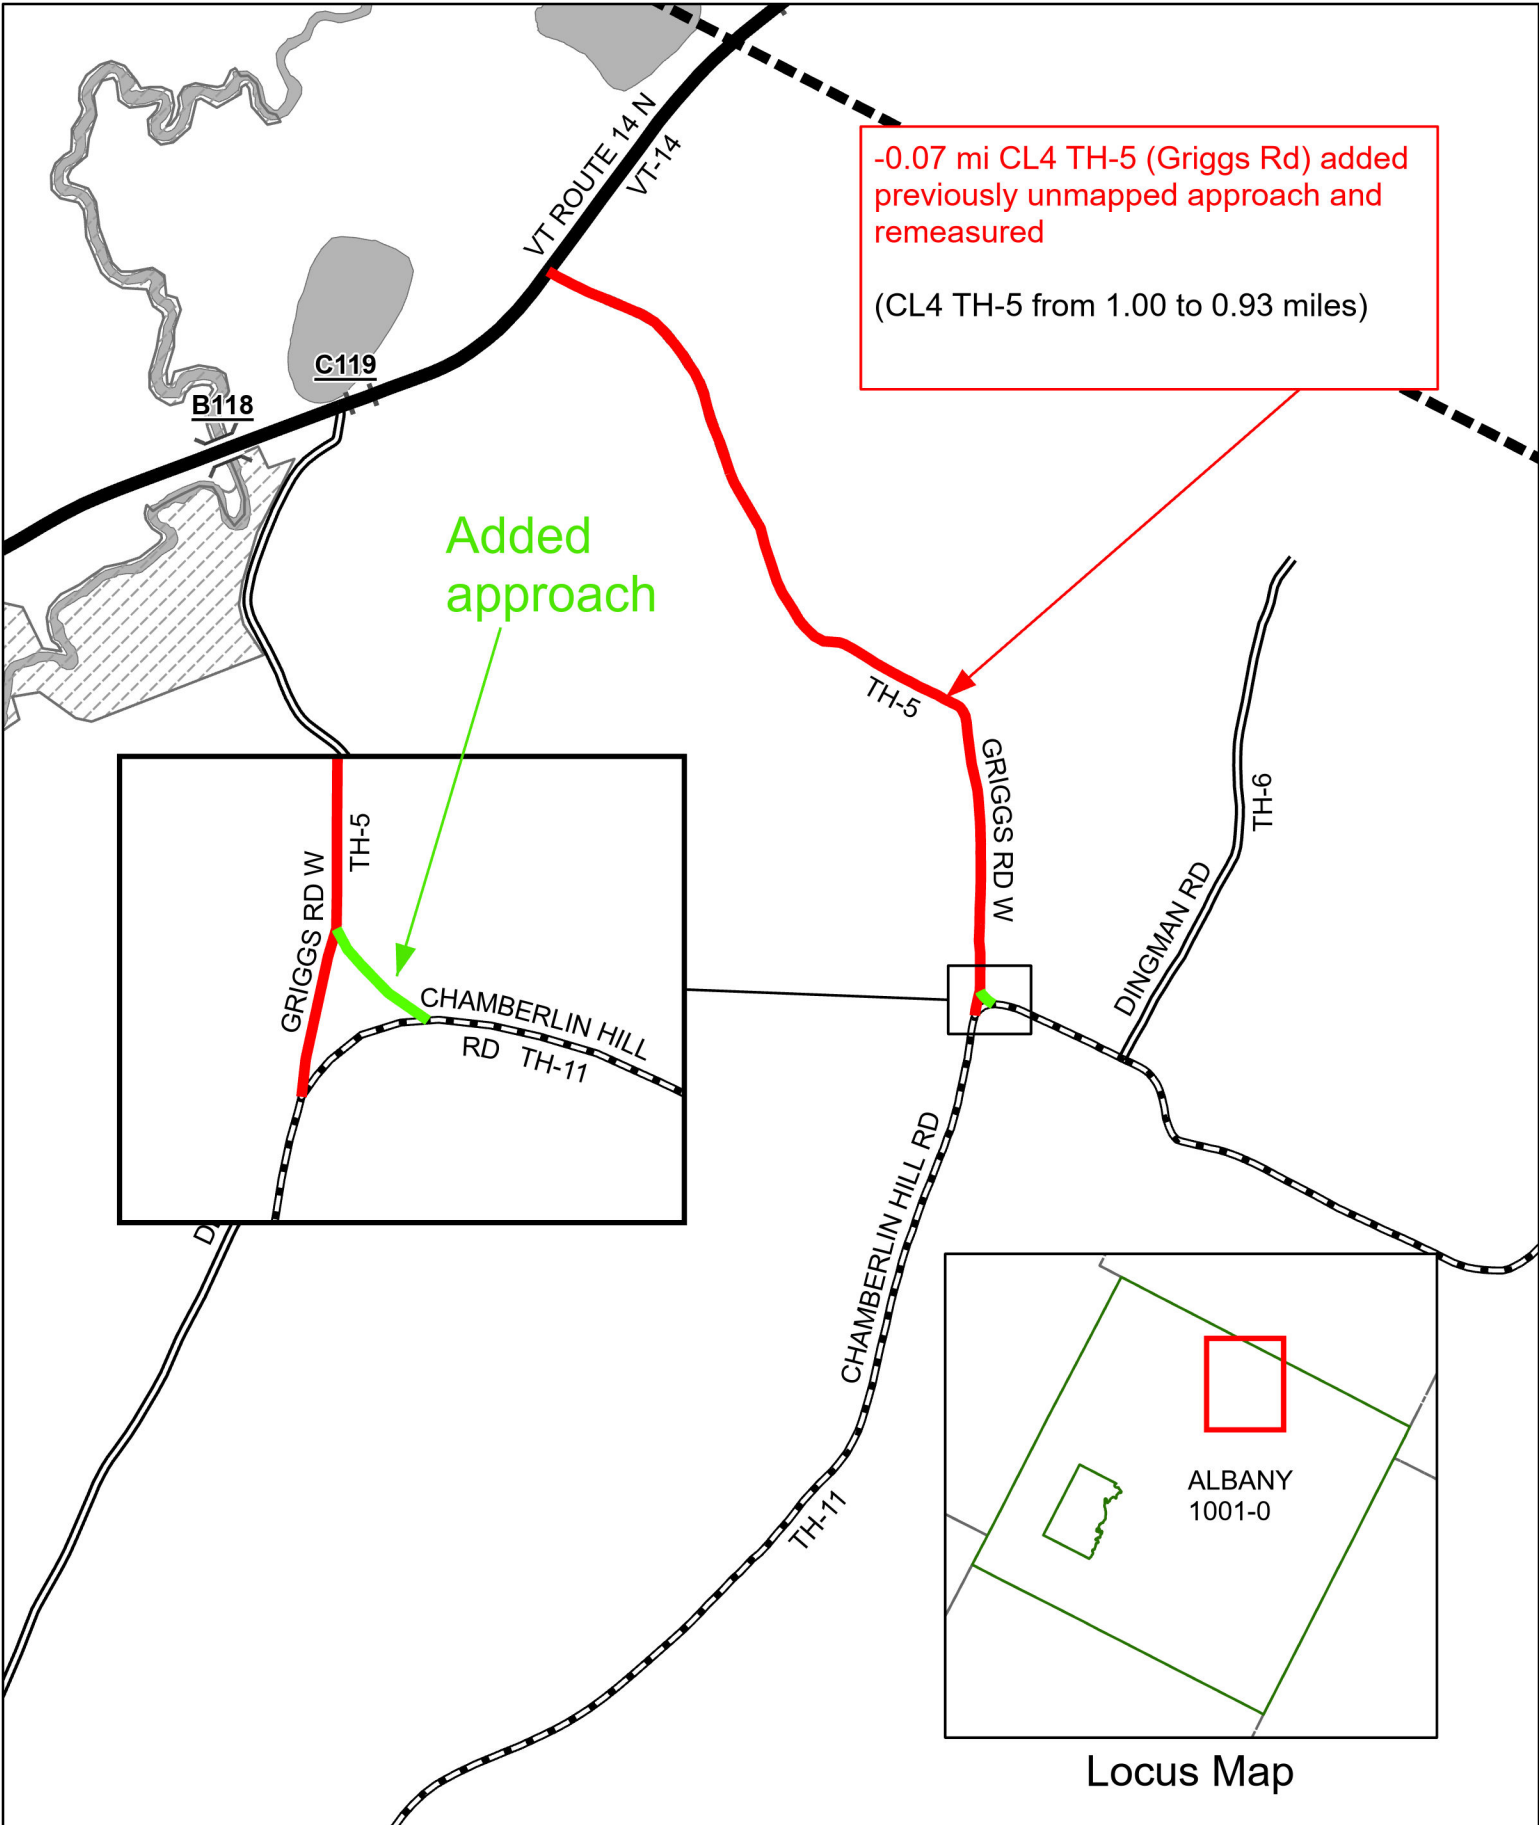 VT ROUTE 14 N
VT-14
-0.07 mi CL4 TH-5 (Griggs Rd) added
previously unmapped approach and
remeasured
(CL4 TH-5 from 1.00 to 0.93 miles)
C119
B118
Added
approach
TH-5
GRIGGS RD W
TH-9
DINGMAN RD
TH-5
GRIGGS RD W
CHAMBERLIN HILL
RD TH-11
CHAMBERLIN HILL RD
TH-11
ALBANY
1001-0
Locus Map